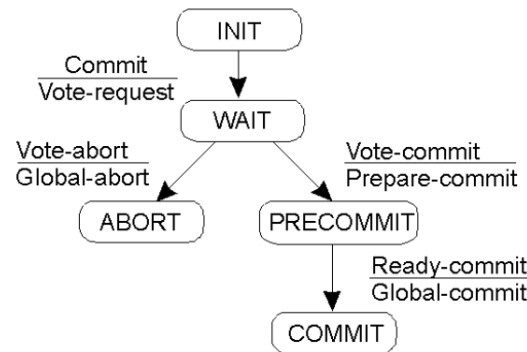 INIT
Commit
Vote-request
WAIT
Vote-abort
Global-abort
Vote-commit
Prepare-commit
ABORT
PRECOMMIT
Ready-commit
Global-commit
COMMIT